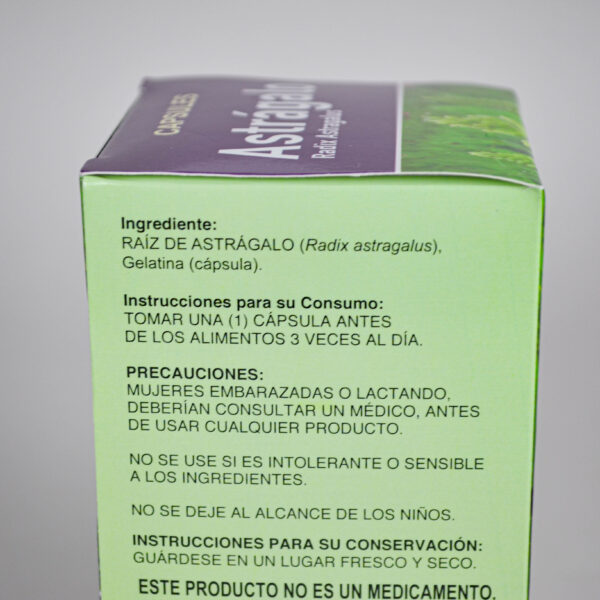 CAPSULES
Astrágalo
Radix Astragalus
Ingrediente:
RAÍZ DE ASTRÁGALO (Radix astragalus),
Gelatina (cápsula).
Instrucciones para su Consumo:
TOMAR UNA (1) CÁPSULA ANTES
DE LOS ALIMENTOS 3 VECES AL DÍA.
PRECAUCIONES:
MUJERES EMBARAZADAS O LACTANDO,
DEBERÍAN CONSULTAR UN MÉDICO, ANTES
DE USAR CUALQUIER PRODUCTO.
NO SE USE SI ES INTOLERANTE O SENSIBLE
A LOS INGREDIENTES.
NO SE DEJE AL ALCANCE DE LOS NIÑOS.
INSTRUCCIONES PARA SU CONSERVACIÓN:
GUÁRDESE EN UN LUGAR FRESCO Y SECO.
ESTE PRODUCTO NO ES UN MEDICAMENTO.